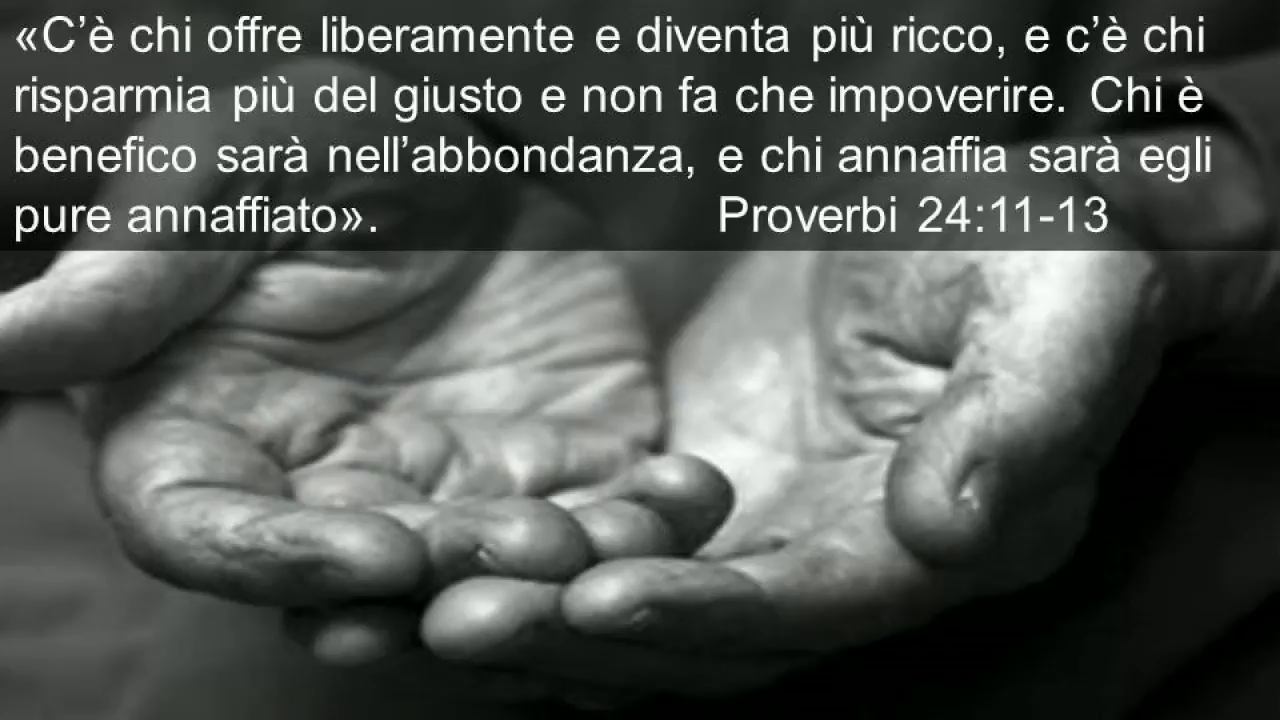 «C’è chi offre liberamente e diventa più ricco, e c’è chi
risparmia più del giusto e non fa che impoverire. Chi è
benefico sarà nell’abbondanza, e chi annaffia sarà egli
pure annaffiato». Proverbi 24:11-13